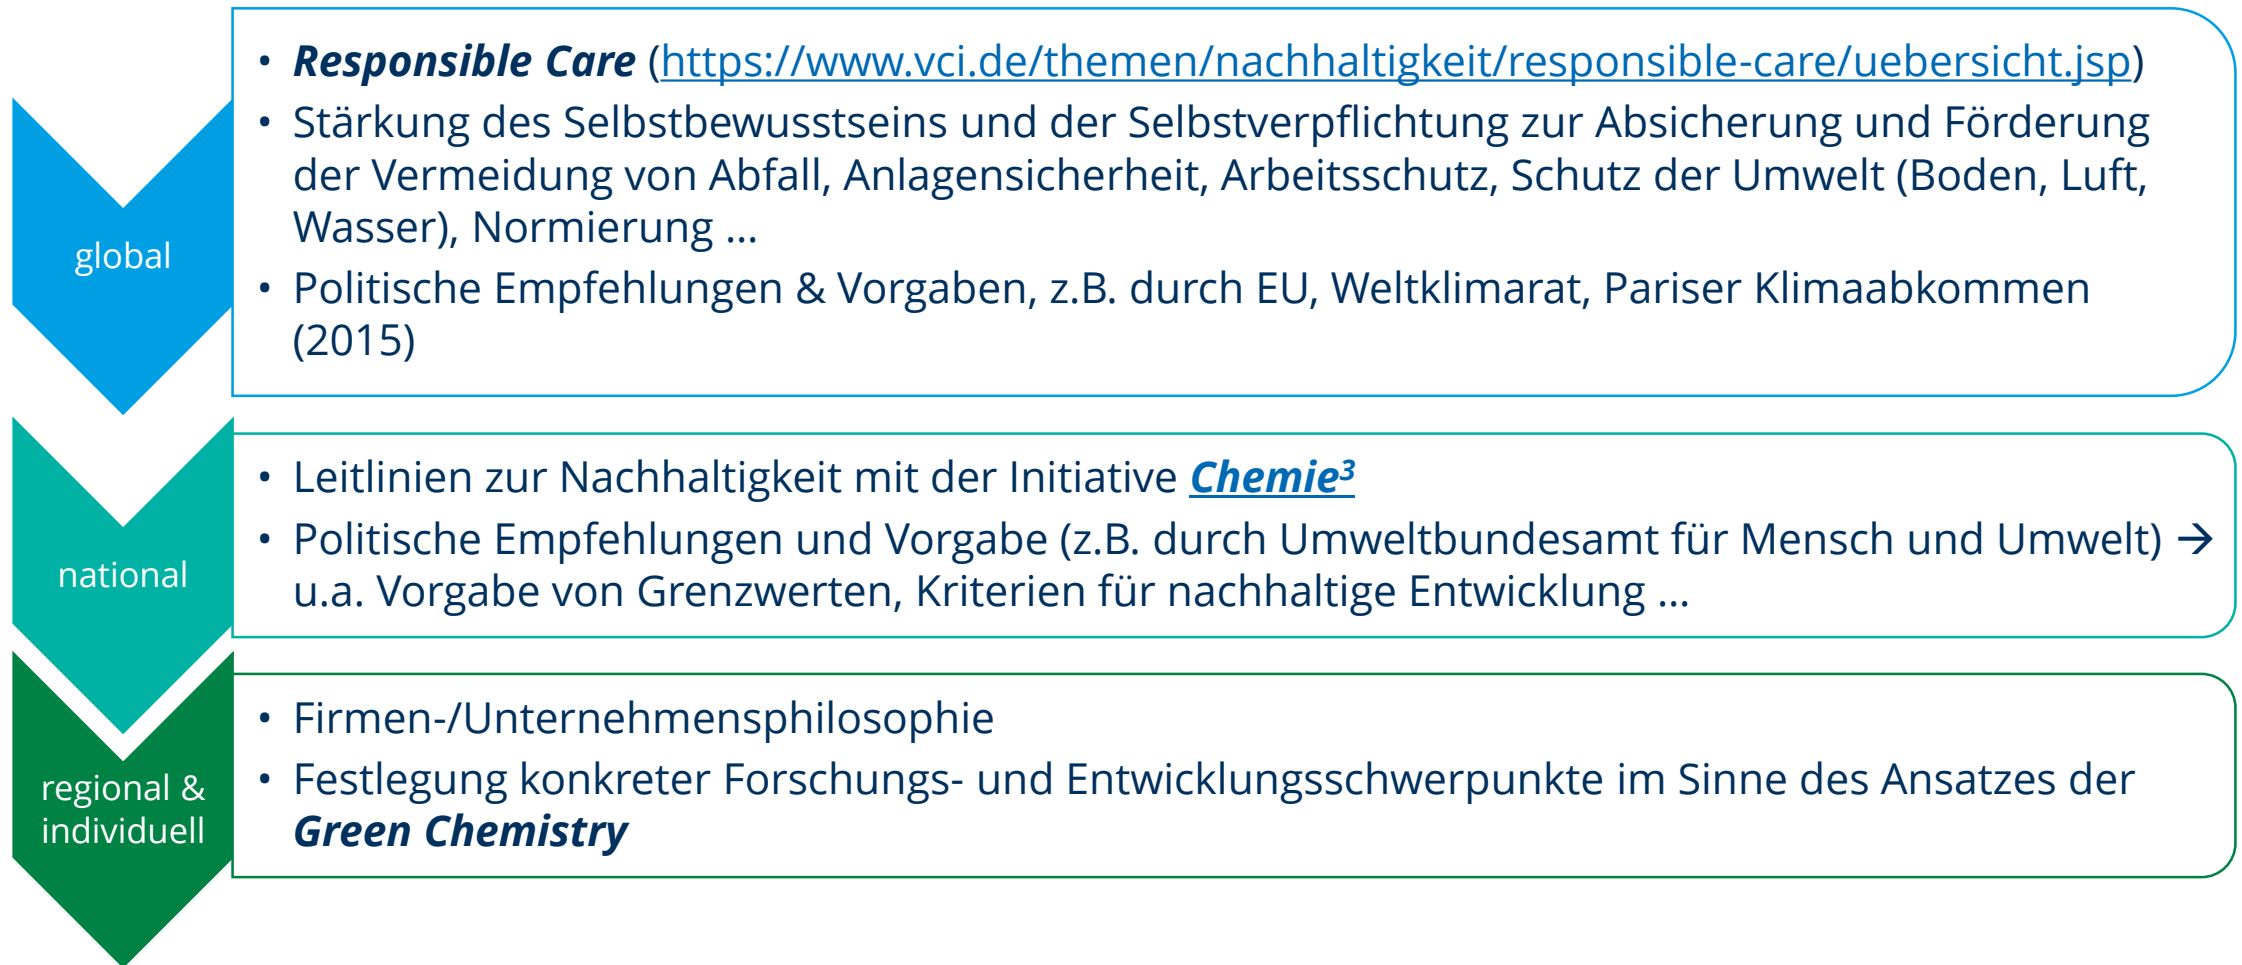 global
• Responsible Care (https://www.vci.de/themen/nachhaltigkeit/responsible-care/uebersicht.jsp)
• Stärkung des Selbstbewusstseins und der Selbstverpflichtung zur Absicherung und Förderung
der Vermeidung von Abfall, Anlagensicherheit, Arbeitsschutz, Schutz der Umwelt (Boden, Luft,
Wasser), Normierung …
• Politische Empfehlungen & Vorgaben, z.B. durch EU, Weltklimarat, Pariser Klimaabkommen
(2015)
national
• Leitlinien zur Nachhaltigkeit mit der Initiative Chemie³
• Politische Empfehlungen und Vorgabe (z.B. durch Umweltbundesamt für Mensch und Umwelt) →
u.a. Vorgabe von Grenzwerten, Kriterien für nachhaltige Entwicklung …
regional &
individuell
• Firmen-/Unternehmensphilosophie
• Festlegung konkreter Forschungs- und Entwicklungsschwerpunkte im Sinne des Ansatzes der
Green Chemistry